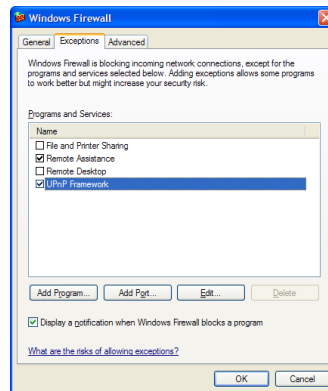 Windows Firewall
General Exceptions Advanced
Windows Firewall is blocking incoming network connections, except for the
programs and services selected below. Adding exceptions allows some programs
to work better but might increase your security risk.
Programs and Services:
Name
File and Printer Sharing
Remote Assistance
Remote Desktop
UPnP Framework
Add Program... Add Port... Edit... Delete
Display a notification when Windows Firewall blocks a program
What are the risks of allowing exceptions?
OK Cancel